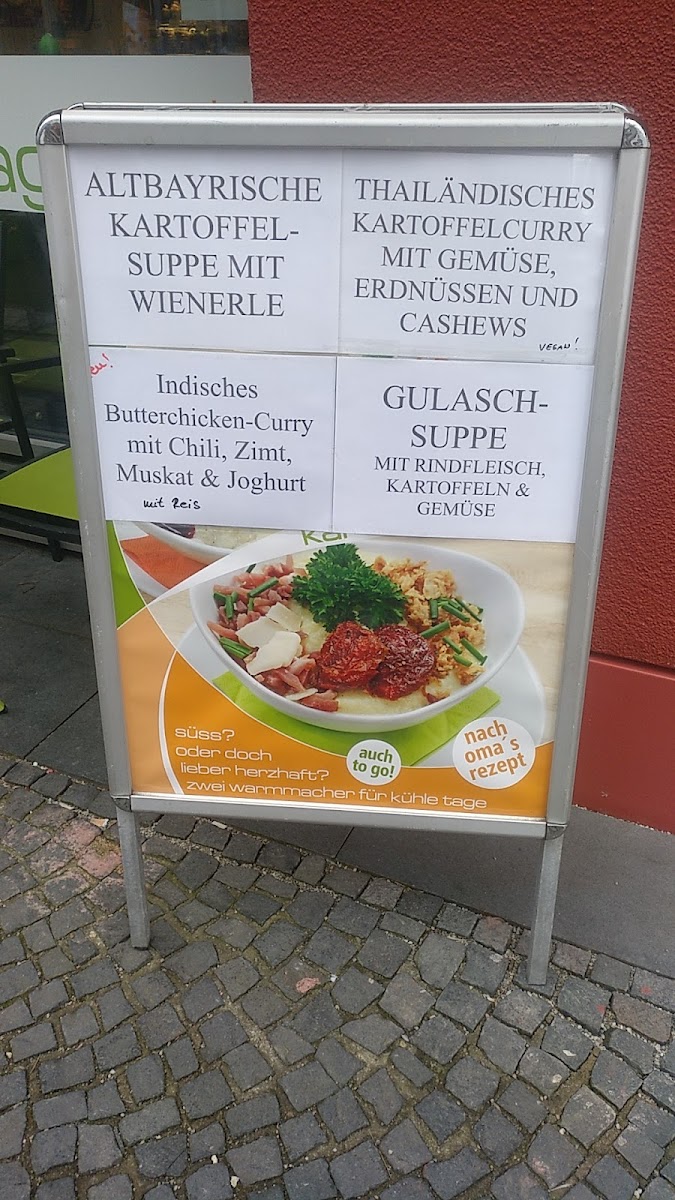 ag
ALTBAYRISCHE
KARTOFFEL-
SUPPE MIT
WIENERLE
THAILÄNDISCHES
KARTOFFELCURRY
MIT GEMÜSE,
ERDNÜSSEN UND
CASHEWS
VEGAN!
Indisches
Butterchicken-Curry
mit Chili, Zimt,
Muskat & Joghurt
mit Reis
GULASCH-
SUPPE
MIT RINDFLEISCH,
KARTOFFELN &
GEMÜSE
süss?
oder doch
lieber herzhaft?
zwei warmmacher für kühle tage
auch
to go!
nach
oma´s
rezept